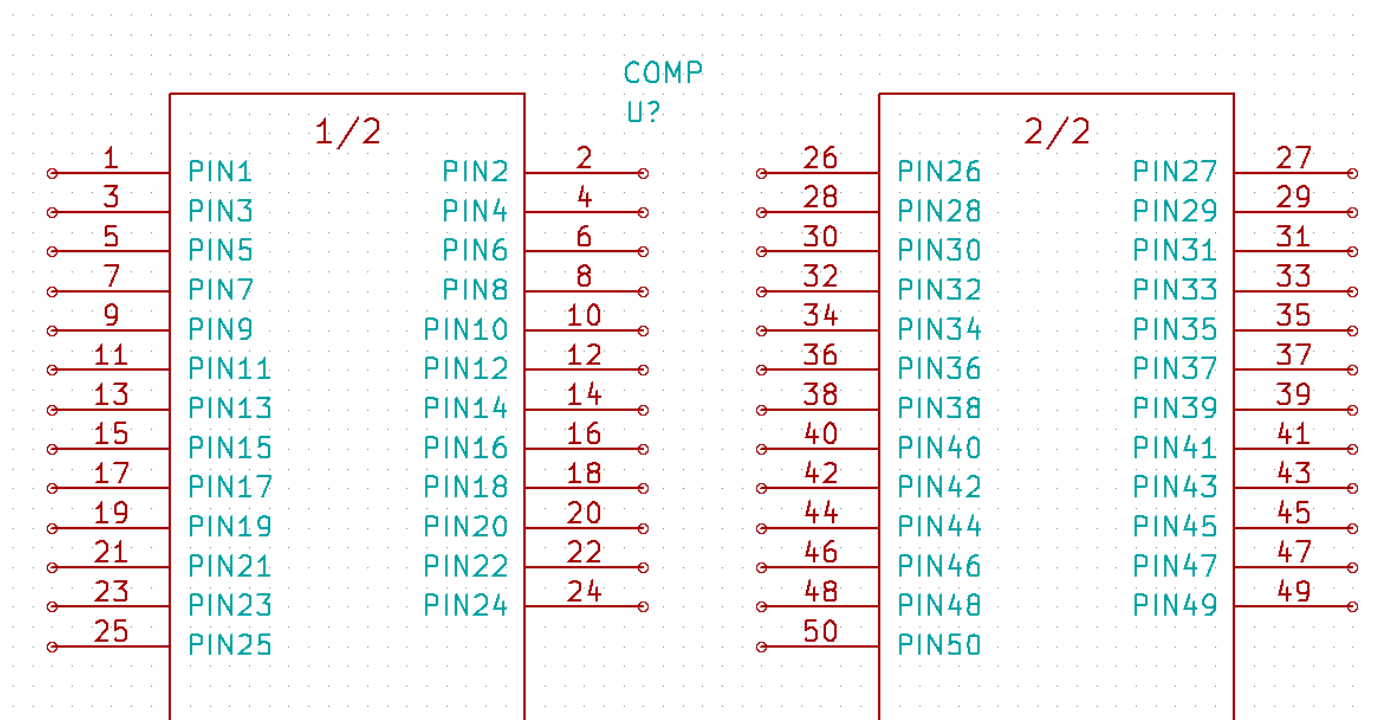 COMP
U?
1/2
1 PIN1 PIN2 2
3 PIN3 PIN4 4
5 PIN5 PIN6 6
7 PIN7 PIN8 8
9 PIN9 PIN10 10
11 PIN11 PIN12 12
13 PIN13 PIN14 14
15 PIN15 PIN16 16
17 PIN17 PIN18 18
19 PIN19 PIN20 20
21 PIN21 PIN22 22
23 PIN23 PIN24 24
25 PIN25
2/2
26 PIN26 PIN27 27
28 PIN28 PIN29 29
30 PIN30 PIN31 31
32 PIN32 PIN33 33
34 PIN34 PIN35 35
36 PIN36 PIN37 37
38 PIN38 PIN39 39
40 PIN40 PIN41 41
42 PIN42 PIN43 43
44 PIN44 PIN45 45
46 PIN46 PIN47 47
48 PIN48 PIN49 49
50 PIN50